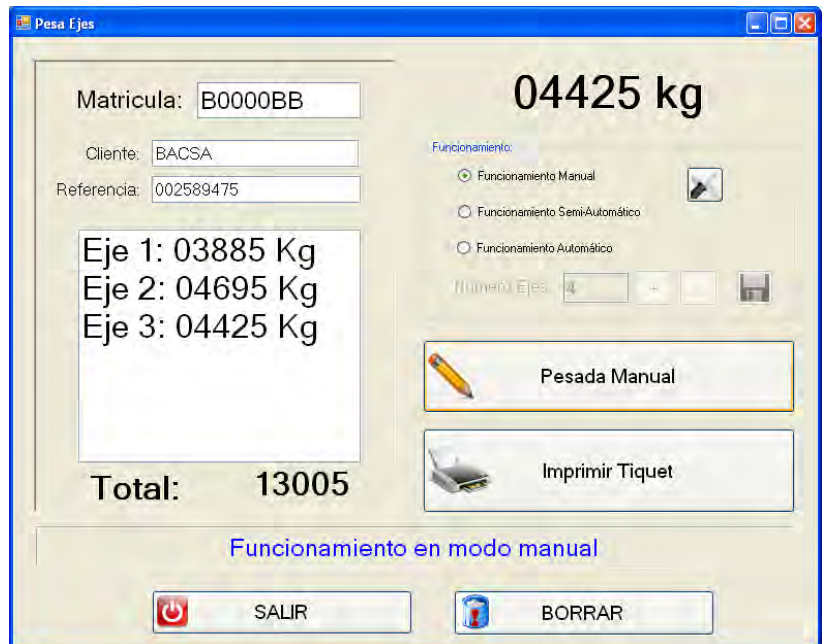 Pesa Ejes
Matricula: B0000BB
Cliente: BACSA
Referencia: 002589475
Eje 1: 03885 Kg
Eje 2: 04695 Kg
Eje 3: 04425 Kg
Total: 13005
04425 kg
Funcionamiento:
Funcionamiento Manual
Funcionamiento Semi-Automático
Funcionamiento Automático
Numero Ejes: 4
+
-
Pesada Manual
Imprimir Tiquet
Funcionamiento en modo manual
SALIR
BORRAR